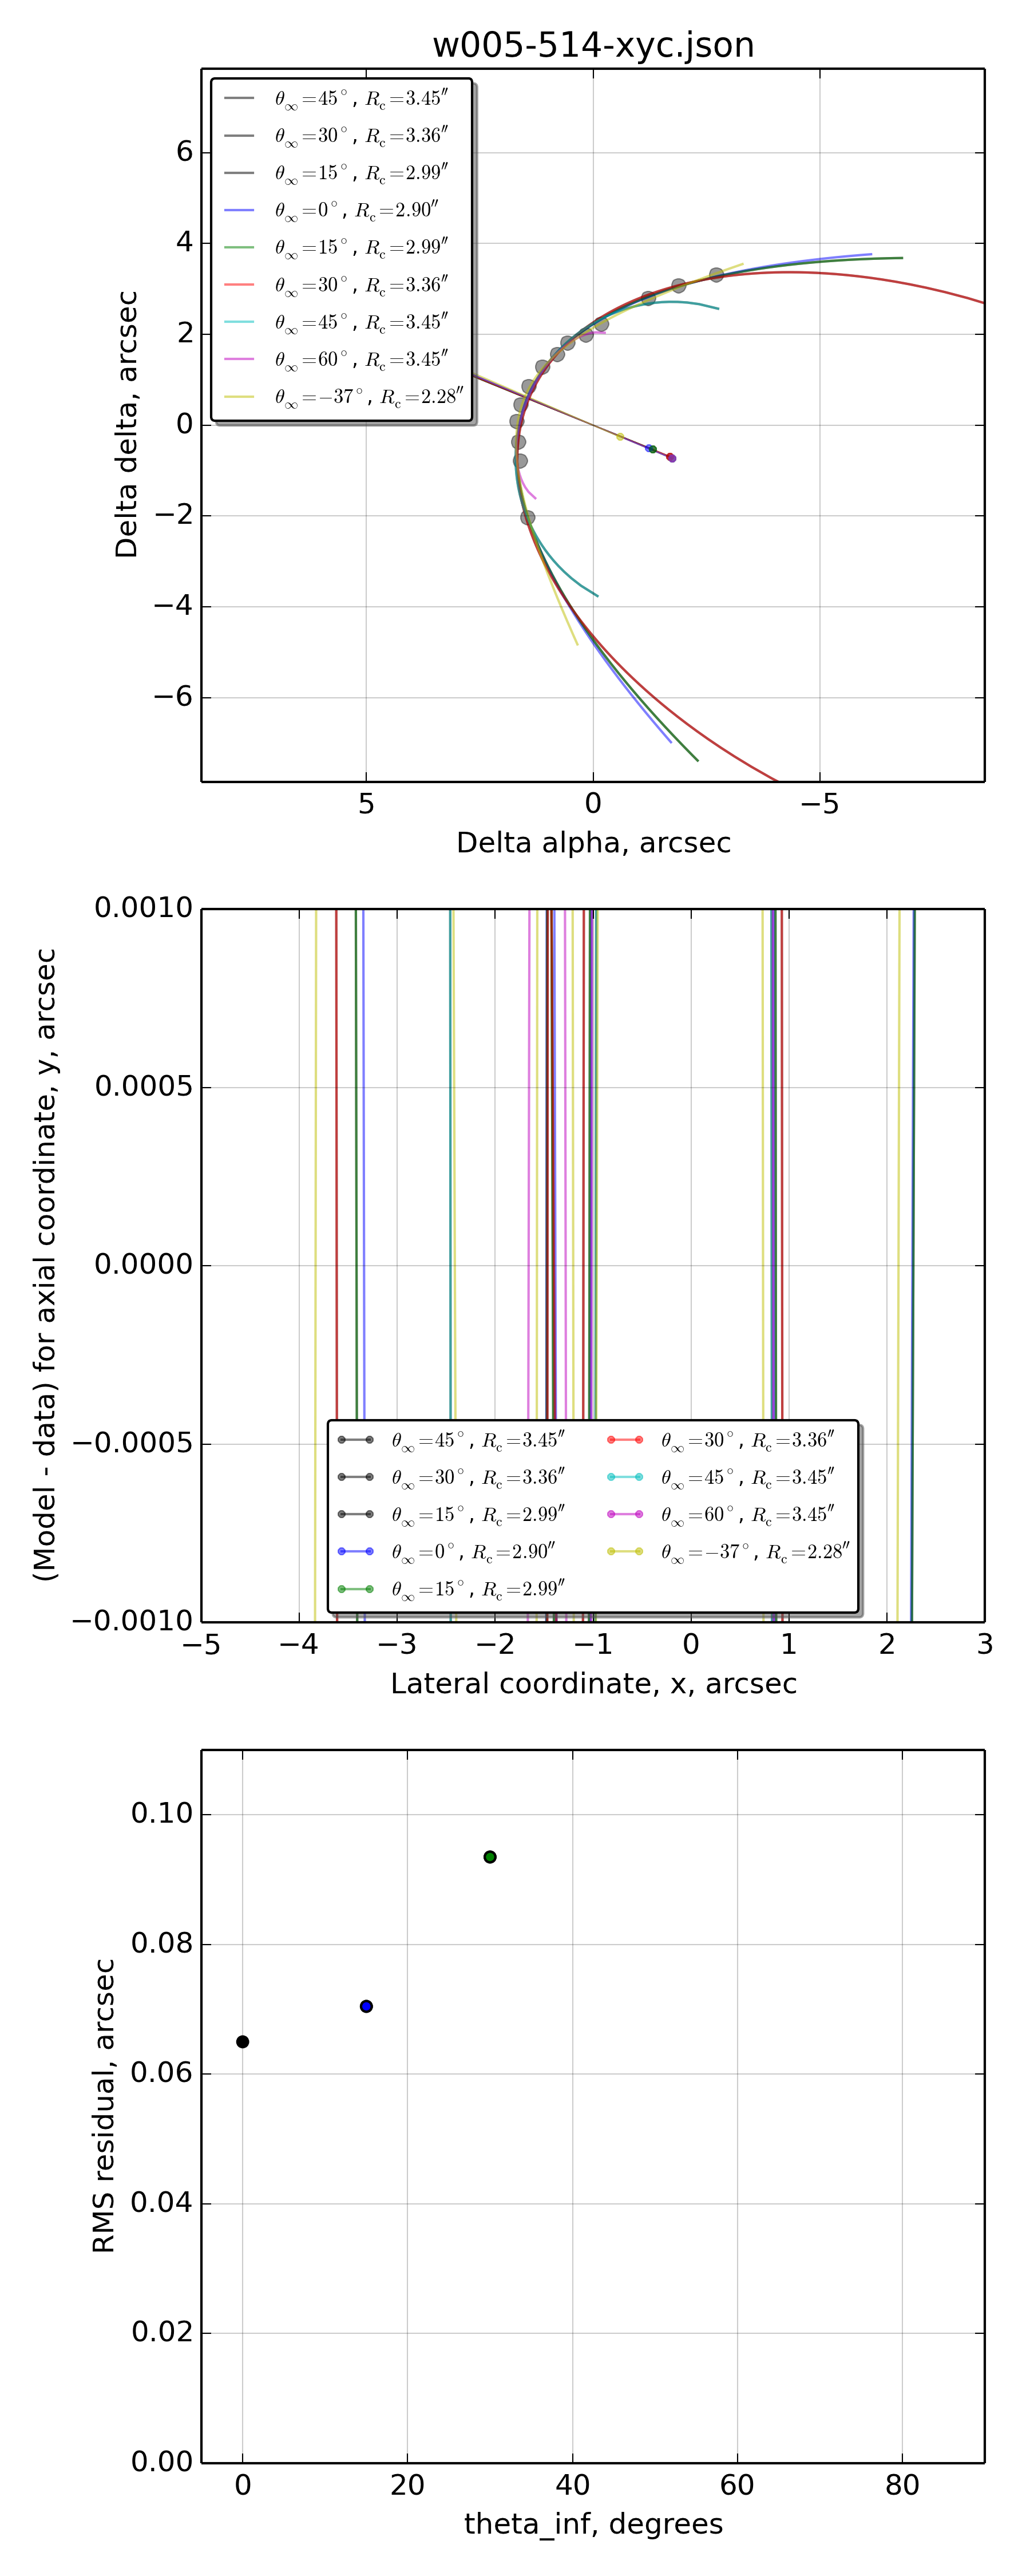 w005-514-xyc.json
θ∞=45°, Rc=3.45″
θ∞=30°, Rc=3.36″
θ∞=15°, Rc=2.99″
θ∞=0°, Rc=2.90″
θ∞=15°, Rc=2.99″
θ∞=30°, Rc=3.36″
θ∞=45°, Rc=3.45″
θ∞=60°, Rc=3.45″
θ∞=−37°, Rc=2.28″
6
4
2
0
−2
−4
−6
Delta delta, arcsec
5 0 −5
Delta alpha, arcsec
0.0010
0.0005
0.0000
−0.0005
−0.0010
(Model - data) for axial coordinate, y, arcsec
θ∞=45°, Rc=3.45″ θ∞=30°, Rc=3.36″
θ∞=30°, Rc=3.36″ θ∞=45°, Rc=3.45″
θ∞=15°, Rc=2.99″ θ∞=60°, Rc=3.45″
θ∞=0°, Rc=2.90″ θ∞=−37°, Rc=2.28″
θ∞=15°, Rc=2.99″
−5 −4 −3 −2 −1 0 1 2 3
Lateral coordinate, x, arcsec
0.10
0.08
0.06
0.04
0.02
0.00
RMS residual, arcsec
0 20 40 60 80
theta_inf, degrees